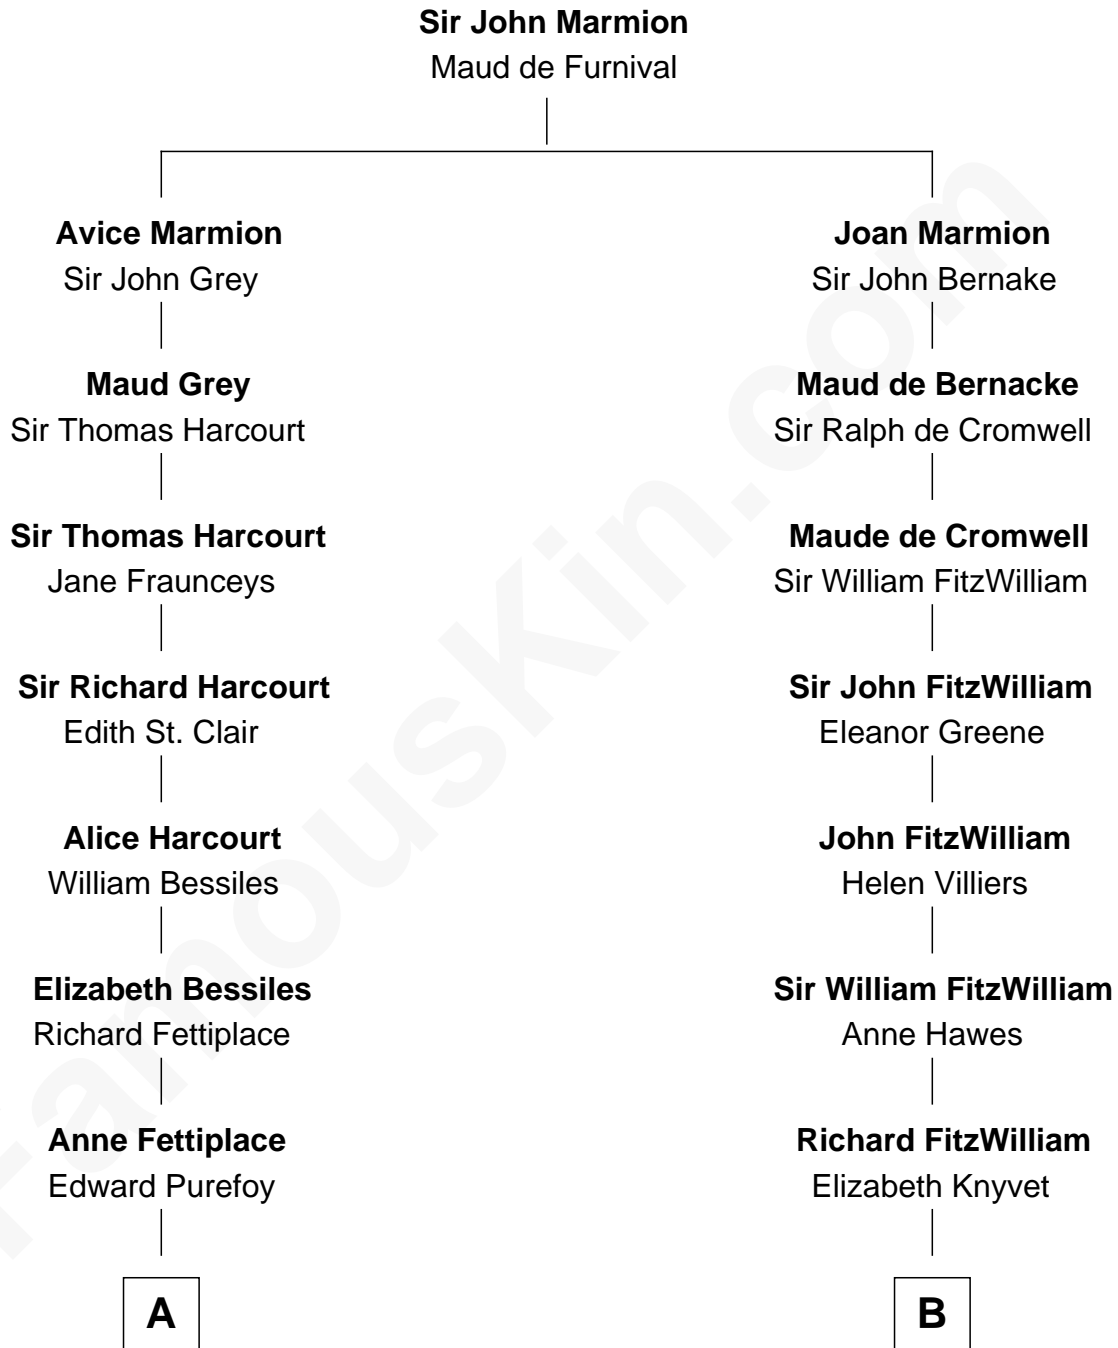 Sir John Marmion
Maud de Furnival
Avice Marmion
Sir John Grey
Joan Marmion
Sir John Bernake
Maud Grey
Sir Thomas Harcourt
Maud de Bernacke
Sir Ralph de Cromwell
Sir Thomas Harcourt
Jane Fraunceys
Maude de Cromwell
Sir William FitzWilliam
Sir Richard Harcourt
Edith St. Clair
Sir John FitzWilliam
Eleanor Greene
Alice Harcourt
William Bessiles
John FitzWilliam
Helen Villiers
Elizabeth Bessiles
Richard Fettiplace
Sir William FitzWilliam
Anne Hawes
Anne Fettiplace
Edward Purefoy
Richard FitzWilliam
Elizabeth Knyvet
A
B
FamousKin.com